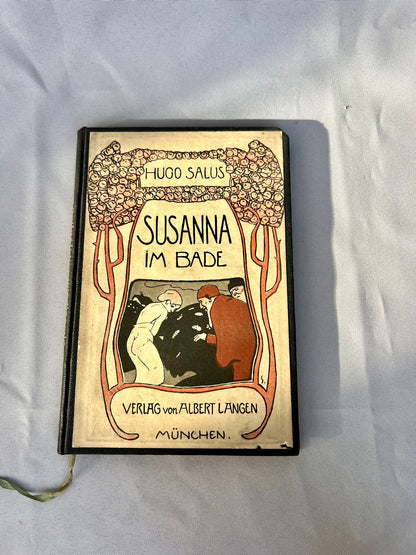 HUGO SALUS
SUSANNA
IM BADE
VERLAG von ALBERT LANGEN
MÜNCHEN.